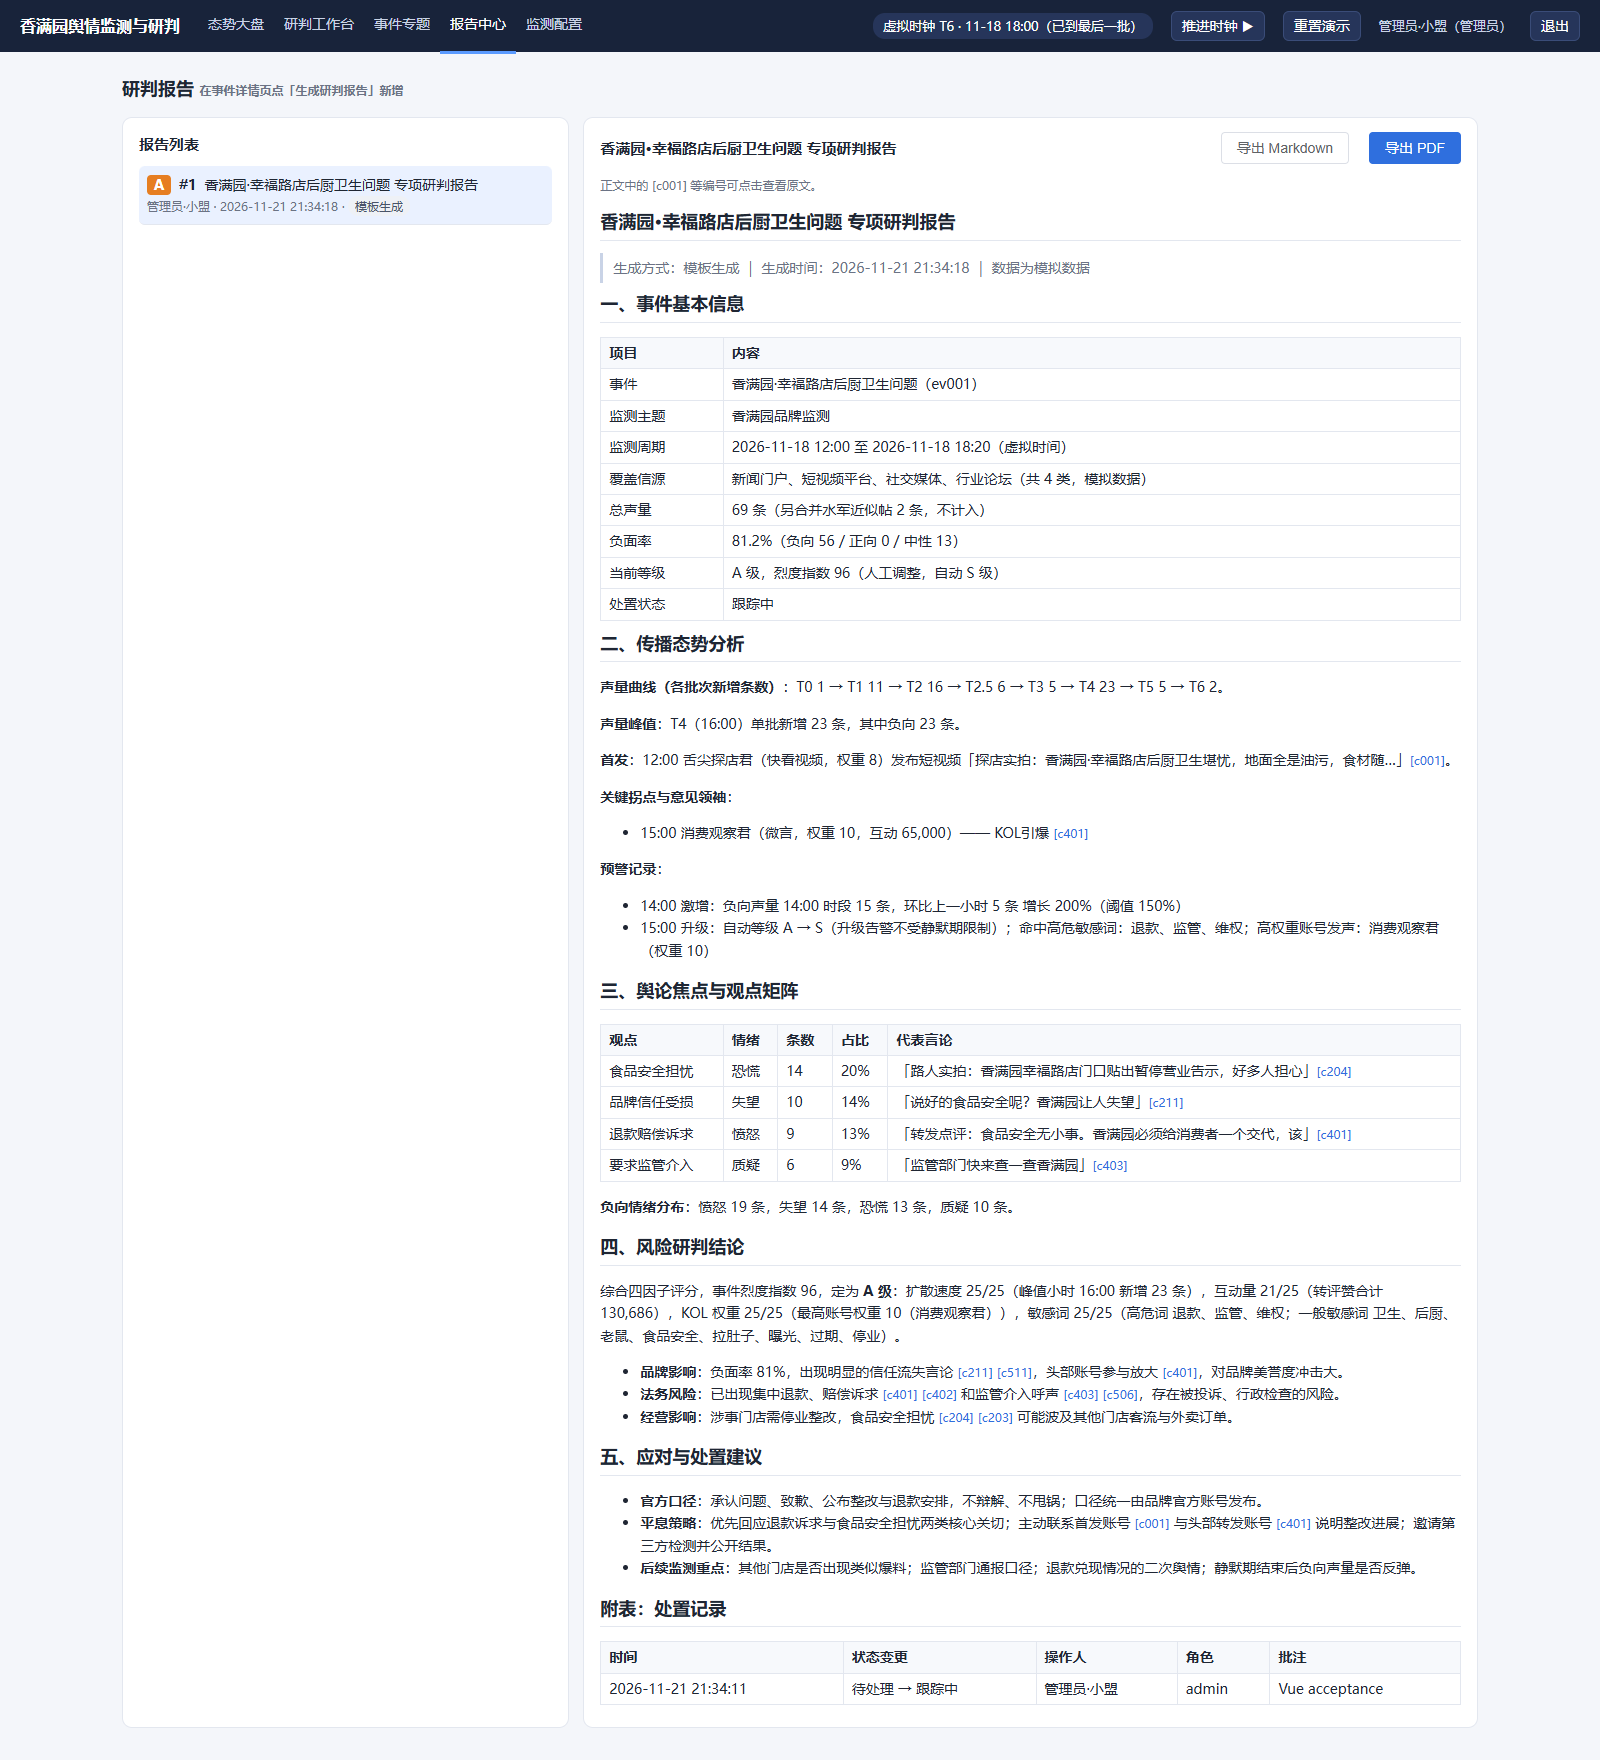 香满园舆情监测与研判 态势大盘 研判工作台 事件专题 报告中心 监测配置 虚拟时钟 T6 · 11-18 18:00（已到最后一批） 推进时钟 ▶ 重置演示 管理员·小盟（管理员） 退出
研判报告 在事件详情页点「生成研判报告」新增
报告列表
A #1 香满园·幸福路店后厨卫生问题 专项研判报告
管理员·小盟 · 2026-11-21 21:34:18 · 模板生成
香满园·幸福路店后厨卫生问题 专项研判报告 导出 Markdown 导出 PDF
正文中的 [c001] 等编号可点击查看原文。
香满园·幸福路店后厨卫生问题 专项研判报告
生成方式：模板生成 ｜ 生成时间：2026-11-21 21:34:18 ｜ 数据为模拟数据
一、事件基本信息
项目 内容
事件 香满园·幸福路店后厨卫生问题（ev001）
监测主题 香满园品牌监测
监测周期 2026-11-18 12:00 至 2026-11-18 18:20（虚拟时间）
覆盖信源 新闻门户、短视频平台、社交媒体、行业论坛（共 4 类，模拟数据）
总声量 69 条（另合并水军近似帖 2 条，不计入）
负面率 81.2%（负向 56 / 正向 0 / 中性 13）
当前等级 A 级，烈度指数 96（人工调整，自动 S 级）
处置状态 跟踪中
二、传播态势分析
声量曲线（各批次新增条数）：T0 1 → T1 11 → T2 16 → T2.5 6 → T3 5 → T4 23 → T5 5 → T6 2。
声量峰值：T4（16:00）单批新增 23 条，其中负向 23 条。
首发：12:00 舌尖探店君（快看视频，权重 8）发布短视频「探店实拍：香满园·幸福路店后厨卫生堪忧，地面全是油污，食材随…」[c001]。
关键拐点与意见领袖：
• 15:00 消费观察君（微言，权重 10，互动 65,000）—— KOL引爆 [c401]
预警记录：
• 14:00 激增：负向声量 14:00 时段 15 条，环比上一小时 5 条 增长 200%（阈值 150%）
• 15:00 升级：自动等级 A → S（升级告警不受静默期限制）；命中高危敏感词：退款、监管、维权；高权重账号发声：消费观察君
（权重 10）
三、舆论焦点与观点矩阵
观点 情绪 条数 占比 代表言论
食品安全担忧 恐慌 14 20% 「路人实拍：香满园幸福路店门口贴出暂停营业告示，好多人担心」[c204]
品牌信任受损 失望 10 14% 「说好的食品安全呢？香满园让人失望」[c211]
退款赔偿诉求 愤怒 9 13% 「转发点评：食品安全无小事。香满园必须给消费者一个交代，该」[c401]
要求监管介入 质疑 6 9% 「监管部门快来查一查香满园」[c403]
负向情绪分布：愤怒 19 条，失望 14 条，恐慌 13 条，质疑 10 条。
四、风险研判结论
综合四因子评分，事件烈度指数 96，定为 A 级：扩散速度 25/25（峰值小时 16:00 新增 23 条），互动量 21/25（转评赞合计
130,686），KOL 权重 25/25（最高账号权重 10（消费观察君）），敏感词 25/25（高危词 退款、监管、维权；一般敏感词 卫生、后厨、
老鼠、食品安全、拉肚子、曝光、过期、停业）。
• 品牌影响：负面率 81%，出现明显的信任流失言论 [c211] [c511]，头部账号参与放大 [c401]，对品牌美誉度冲击大。
• 法务风险：已出现集中退款、赔偿诉求 [c401] [c402] 和监管介入呼声 [c403] [c506]，存在被投诉、行政检查的风险。
• 经营影响：涉事门店需停业整改，食品安全担忧 [c204] [c203] 可能波及其他门店客流与外卖订单。
五、应对与处置建议
• 官方口径：承认问题、致歉、公布整改与退款安排，不辩解、不甩锅；口径统一由品牌官方账号发布。
• 平息策略：优先回应退款诉求与食品安全担忧两类核心关切；主动联系首发账号 [c001] 与头部转发账号 [c401] 说明整改进展；邀请第
三方检测并公开结果。
• 后续监测重点：其他门店是否出现类似爆料；监管部门通报口径；退款兑现情况的二次舆情；静默期结束后负向声量是否反弹。
附表：处置记录
时间 状态变更 操作人 角色 批注
2026-11-21 21:34:11 待处理 → 跟踪中 管理员·小盟 admin Vue acceptance